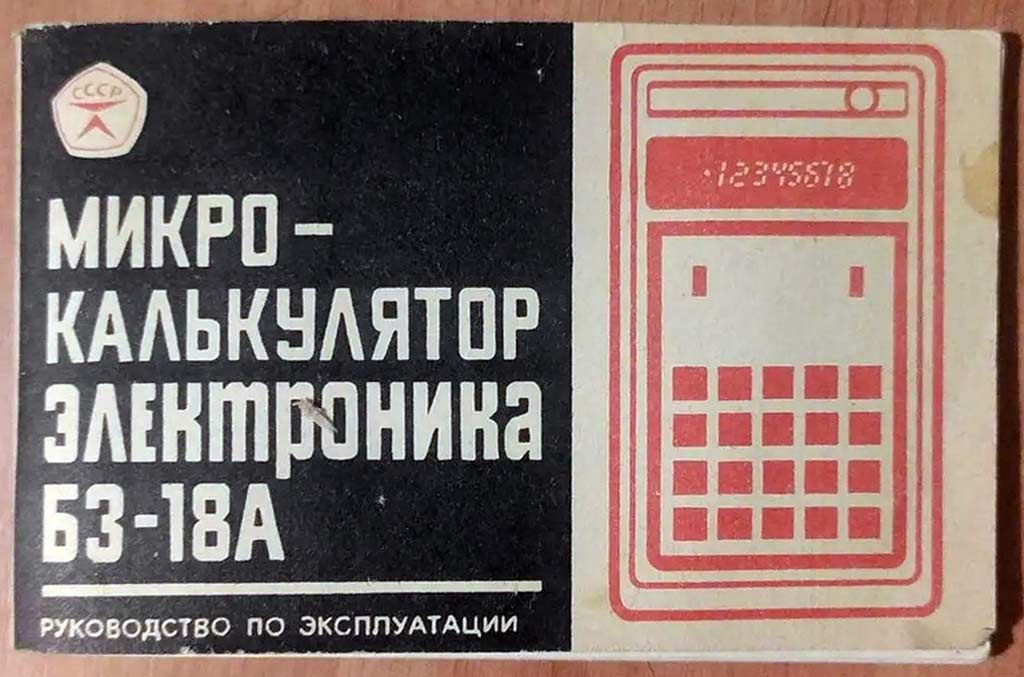 СССР
МИКРО-
КАЛЬКУЛЯТОР
ЭЛЕКТРОНИКА
БЗ-18А
РУКОВОДСТВО ПО ЭКСПЛУАТАЦИИ
12345678